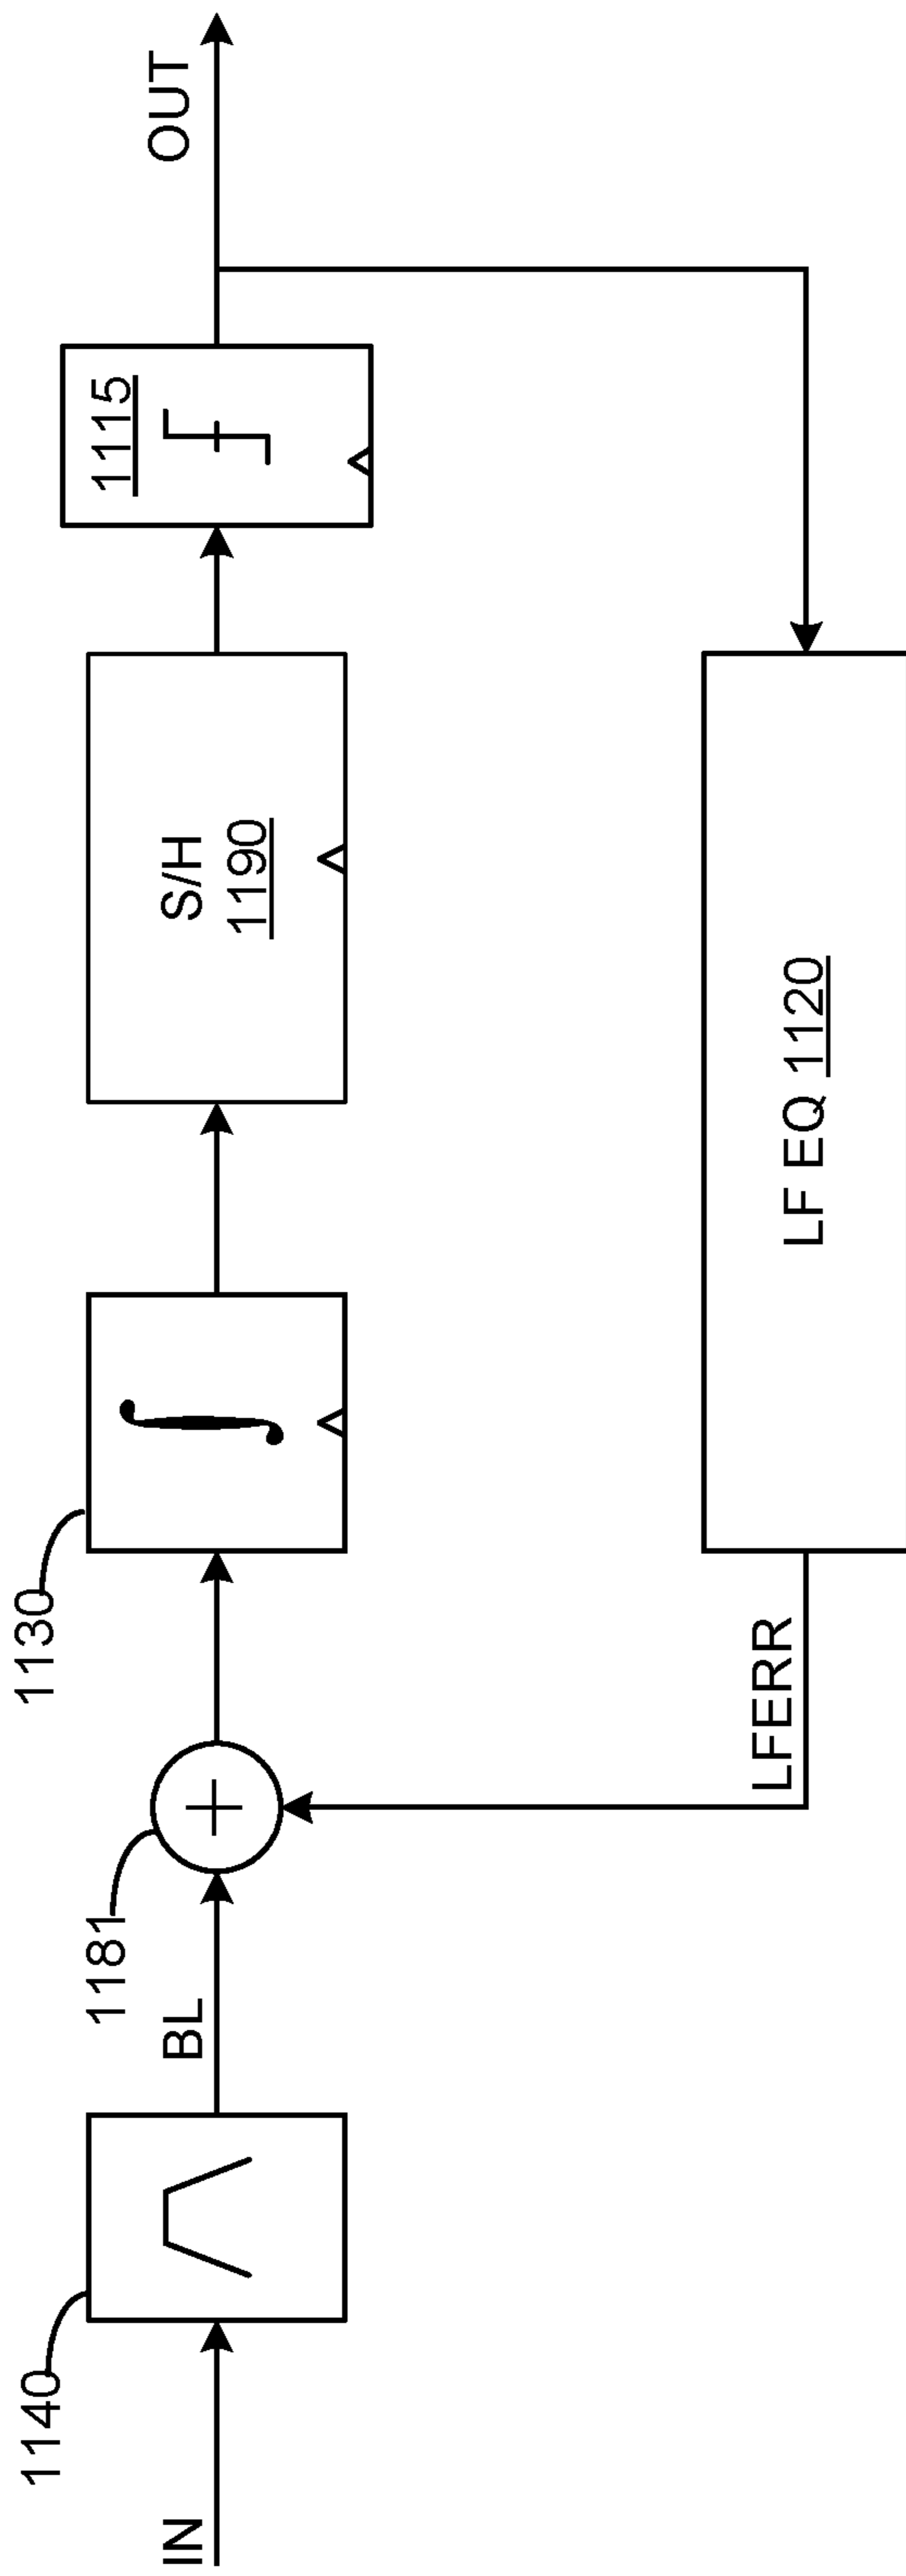 IN
1140
BL
1181
1130
∫
S/H
1190
1115
OUT
LFERR
LF EQ 1120